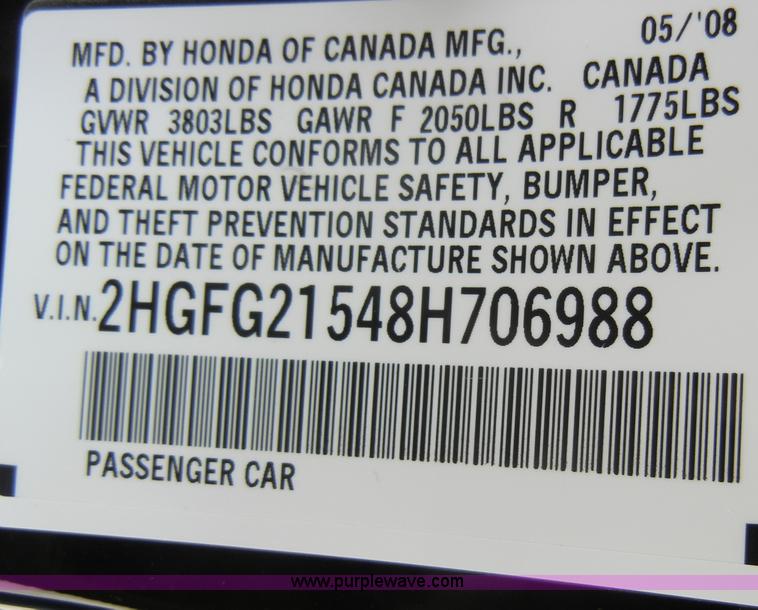 05/'08
MFD. BY HONDA OF CANADA MFG.,
A DIVISION OF HONDA CANADA INC. CANADA
GVWR 3803LBS GAWR F 2050LBS R 1775LBS
THIS VEHICLE CONFORMS TO ALL APPLICABLE
FEDERAL MOTOR VEHICLE SAFETY, BUMPER,
AND THEFT PREVENTION STANDARDS IN EFFECT
ON THE DATE OF MANUFACTURE SHOWN ABOVE.
V.I.N. 2HGFG21548H706988
PASSENGER CAR
www.purplewave.com